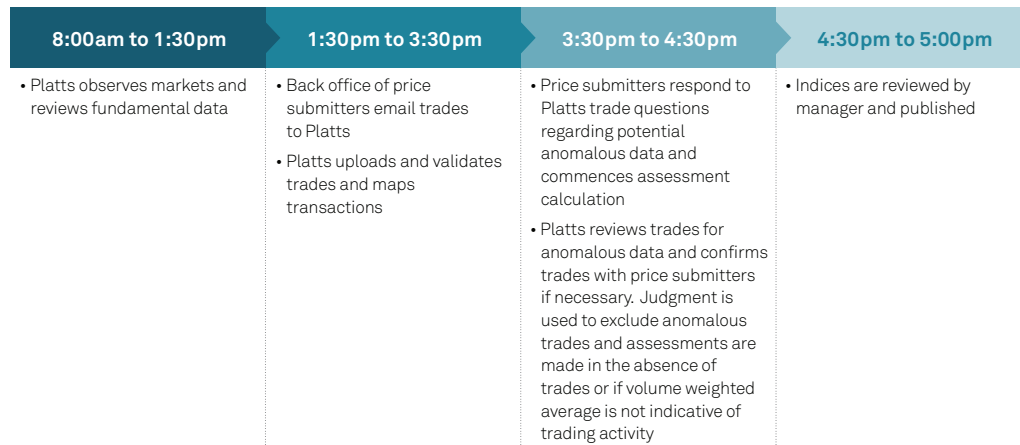 8:00am to 1:30pm
• Platts observes markets and
reviews fundamental data
1:30pm to 3:30pm
• Back office of price
submitters email trades
to Platts
• Platts uploads and validates
trades and maps
transactions
3:30pm to 4:30pm
• Price submitters respond to
Platts trade questions
regarding potential
anomalous data and
commences assessment
calculation
• Platts reviews trades for
anomalous data and confirms
trades with price submitters
if necessary. Judgment is
used to exclude anomalous
trades and assessments are
made in the absence of
trades or if volume weighted
average is not indicative of
trading activity
4:30pm to 5:00pm
• Indices are reviewed by
manager and published